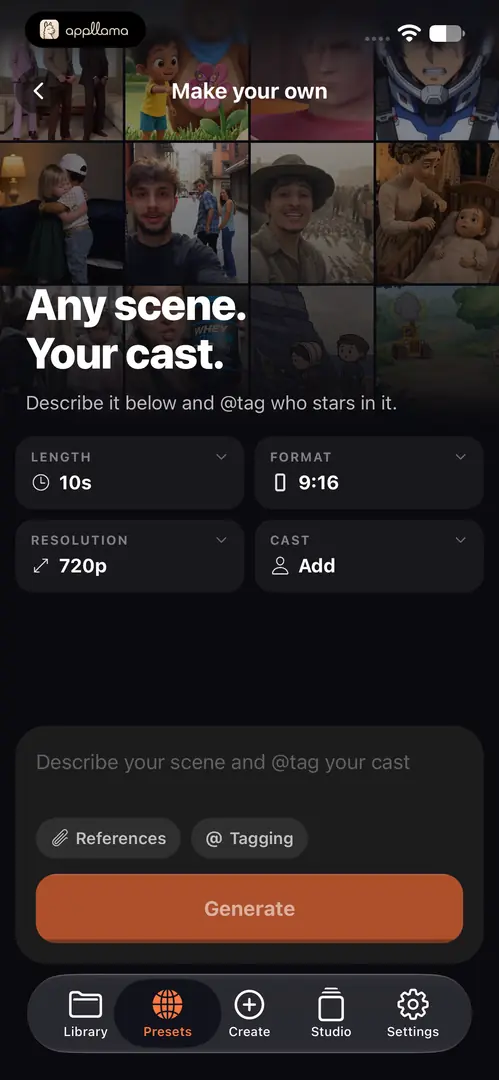 appllama
Make your own
WHEY
Any scene.
Your cast.
Describe it below and @tag who stars in it.
LENGTH
10s
FORMAT
9:16
RESOLUTION
720p
CAST
Add
Describe your scene and @tag your cast
References
@ Tagging
Generate
Library
Presets
Create
Studio
Settings